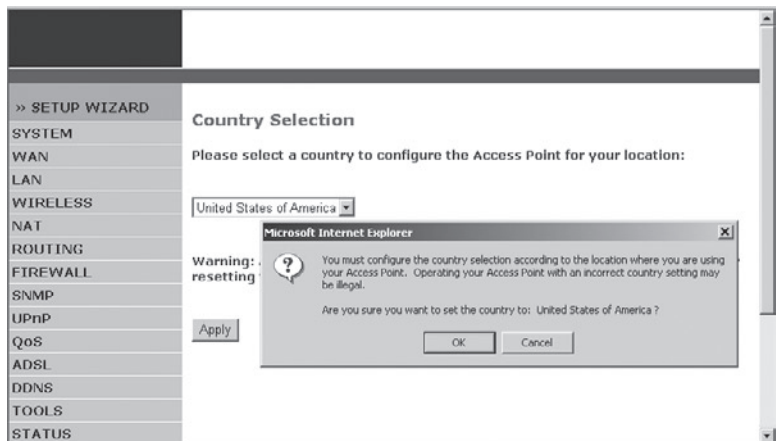 » SETUP WIZARD
SYSTEM
WAN
LAN
WIRELESS
NAT
ROUTING
FIREWALL
SNMP
UPnP
QoS
ADSL
DDNS
TOOLS
STATUS
Country Selection
Please select a country to configure the Access Point for your location:
United States of America
Warning:
resetting
Apply
Microsoft Internet Explorer
You must configure the country selection according to the location where you are using
your Access Point. Operating your Access Point with an incorrect country setting may
be illegal.
Are you sure you want to set the country to: United States of America ?
OK
Cancel